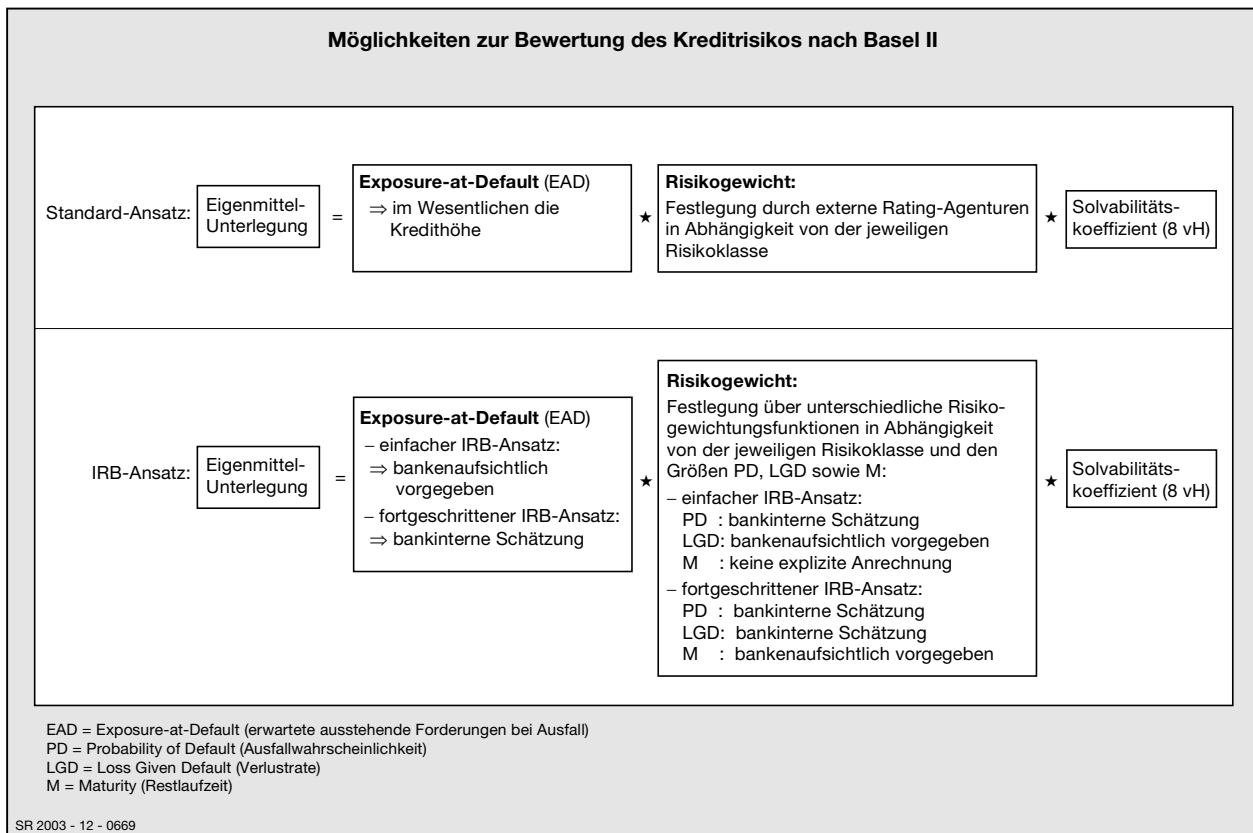 Möglichkeiten zur Bewertung des Kreditrisikos nach Basel II
Standard-Ansatz:
Eigenmittel-
Unterlegung
=
Exposure-at-Default (EAD)
⇒ im Wesentlichen die
Kredithöhe
★
Risikogewicht:
Festlegung durch externe Rating-Agenturen
in Abhängigkeit von der jeweiligen
Risikoklasse
★
Solvabilitäts-
koeffizient (8 vH)
IRB-Ansatz:
Eigenmittel-
Unterlegung
=
Exposure-at-Default (EAD)
– einfacher IRB-Ansatz:
⇒ bankenaufsichtlich
vorgegeben
– fortgeschrittener IRB-Ansatz:
⇒ bankinterne Schätzung
★
Risikogewicht:
Festlegung über unterschiedliche Risiko-
gewichtungsfunktionen in Abhängigkeit
von der jeweiligen Risikoklasse und den
Größen PD, LGD sowie M:
– einfacher IRB-Ansatz:
PD : bankinterne Schätzung
LGD: bankenaufsichtlich vorgegeben
M : keine explizite Anrechnung
– fortgeschrittener IRB-Ansatz:
PD : bankinterne Schätzung
LGD: bankinterne Schätzung
M : bankenaufsichtlich vorgegeben
★
Solvabilitäts-
koeffizient (8 vH)
EAD = Exposure-at-Default (erwartete ausstehende Forderungen bei Ausfall)
PD = Probability of Default (Ausfallwahrscheinlichkeit)
LGD = Loss Given Default (Verlustrate)
M = Maturity (Restlaufzeit)
SR 2003 - 12 - 0669